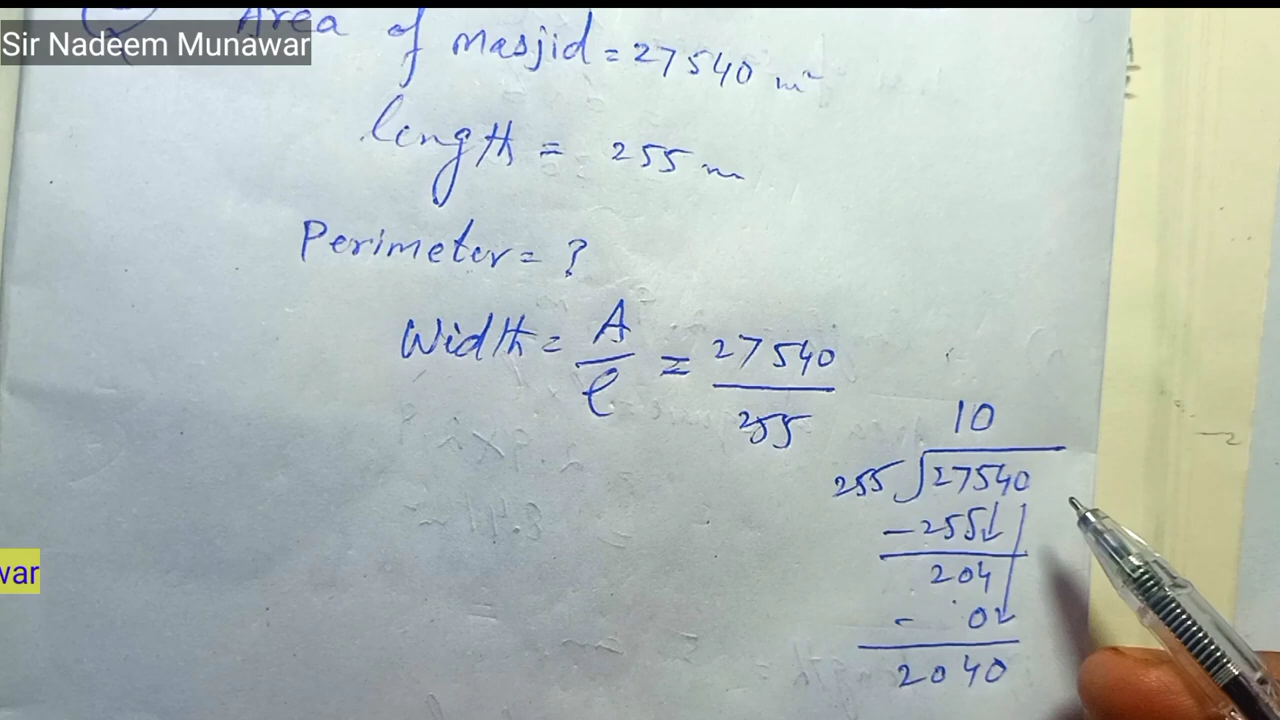 Area of masjid = 27540 m²
Sir Nadeem Munawar
length = 255 m
Perimeter = ?
Width = A/l = 27540/255
10
255 27540
-255
war
204
- 0
2040